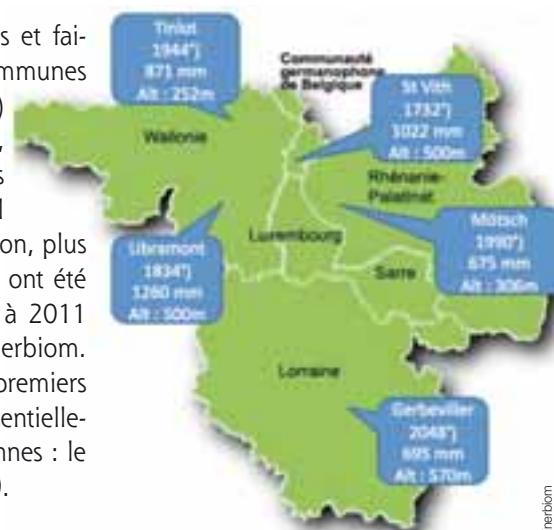 s et fai-
ommunes
)
,
s
l
on, plus
ont été
à 2011
erbiom.
premiers
entielle-
nnes : le
).
Tinlot
1944°j
871 mm
Alt : 252m
Communauté
germanophone
de Belgique
St Vith
1732°j
1022 mm
Alt : 500m
Wallonie
Rhénanie-
Palatinat
Libramont
1834°j
1260 mm
Alt : 500m
Luxembourg
Mötsch
1990°j
675 mm
Alt : 306m
Sarre
Lorraine
Gerbeviller
2048°j
695 mm
Alt : 570m
nerbiom